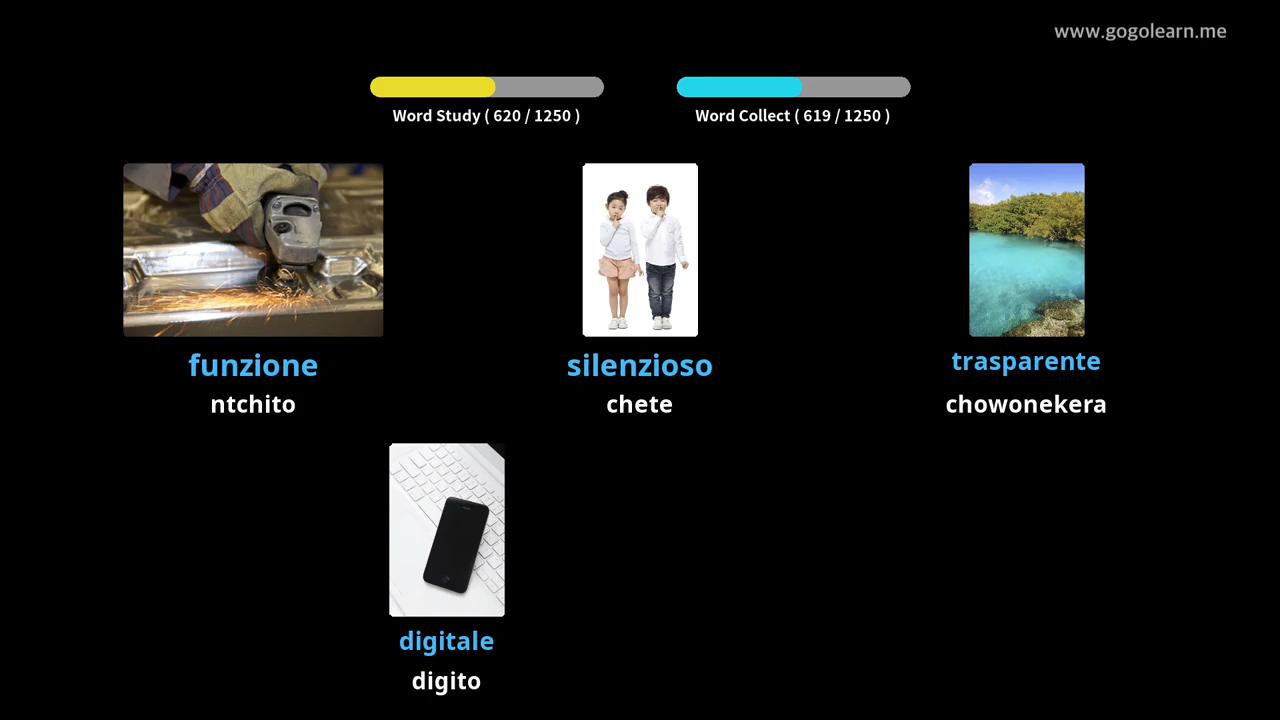 www.gogolearn.me
Word Study ( 620 / 1250 )
Word Collect ( 619 / 1250 )
funzione
ntchito
silenzioso
chete
trasparente
chowonekera
digitale
digito